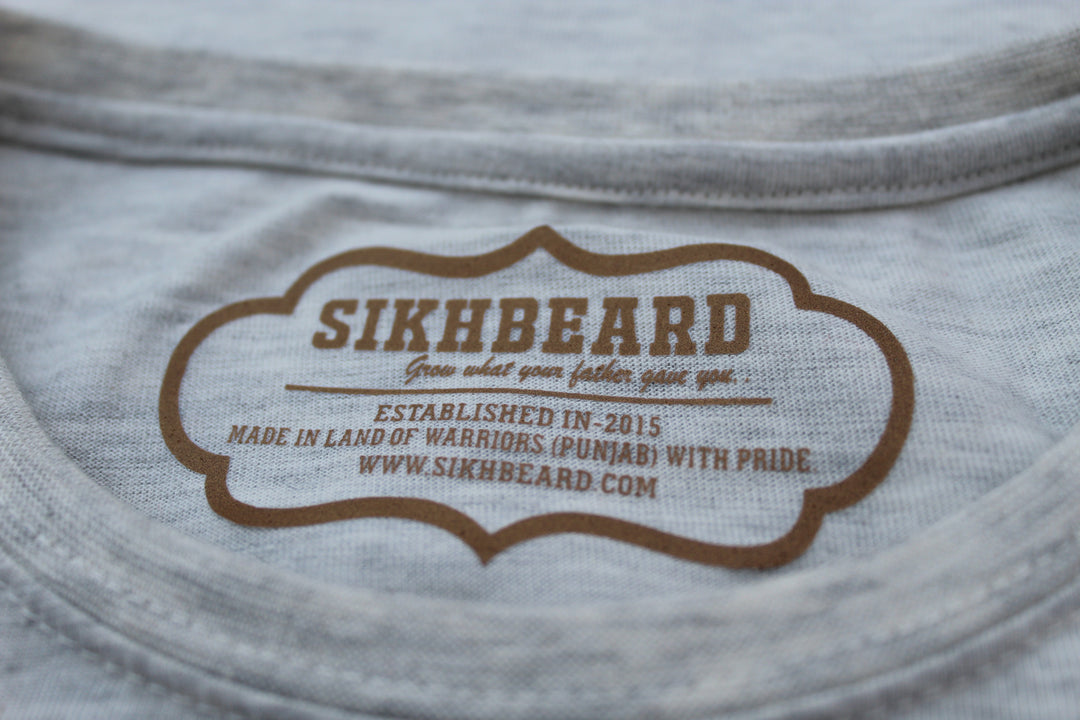 SIKHBEARD
Grow what your father gave you..
ESTABLISHED IN-2015
MADE IN LAND OF WARRIORS (PUNJAB) WITH PRIDE
WWW.SIKHBEARD.COM